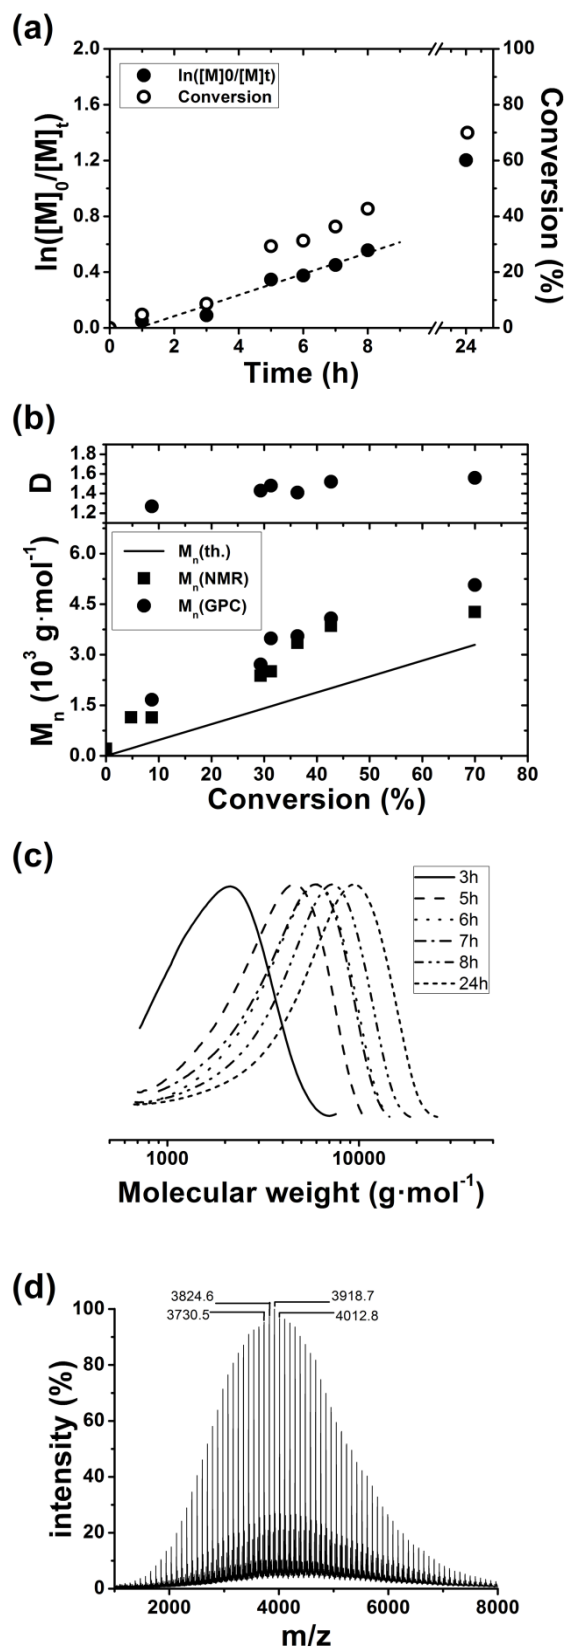 (a)
2.0
1.6
1.2
0.8
0.4
0.0
ln([M]0/[M]t)
Conversion
100
80
60
40
20
0
ln([M]₀/[M]ₜ)
Conversion (%)
0 2 4 6 8 24
Time (h)
(b)
1.8
1.6
1.4
1.2
D
6.0
4.5
3.0
1.5
0.0
Mₙ(th.)
Mₙ(NMR)
Mₙ(GPC)
Mₙ (10³ g·mol⁻¹)
0 10 20 30 40 50 60 70 80
Conversion (%)
(c)
3h
5h
6h
7h
8h
24h
1000 10000
Molecular weight (g·mol⁻¹)
(d)
3824.6 3918.7
3730.5 4012.8
100
80
60
40
20
0
intensity (%)
2000 4000 6000 8000
m/z